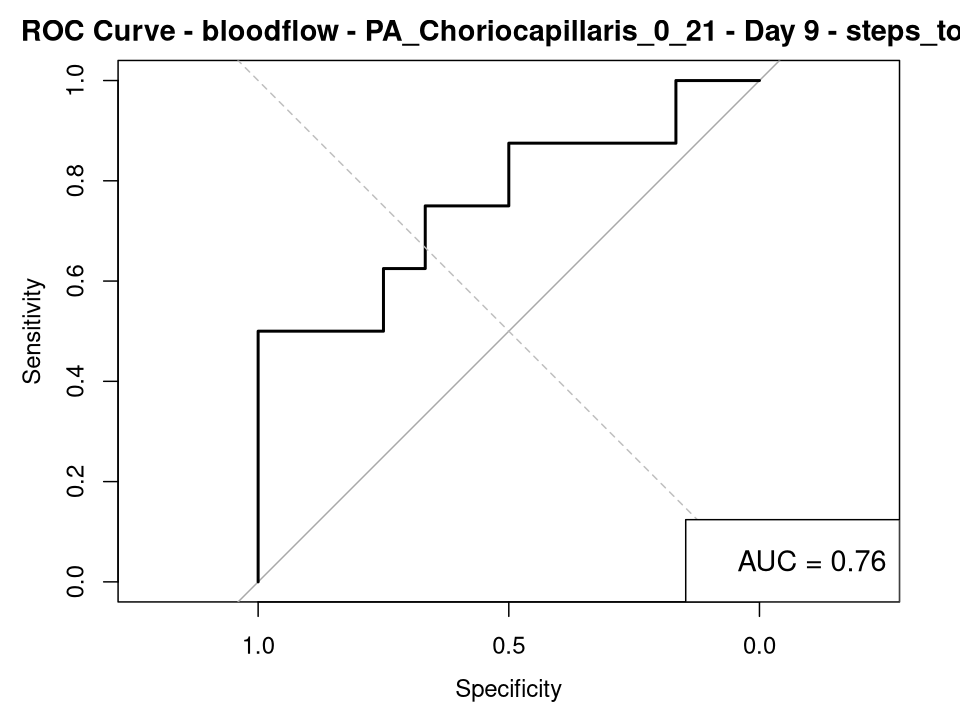 ROC Curve - bloodflow - PA_Choriocapillaris_0_21 - Day 9 - steps_to
1.0
0.8
0.6
0.4
0.2
0.0
Sensitivity
AUC = 0.76
1.0 0.5 0.0
Specificity